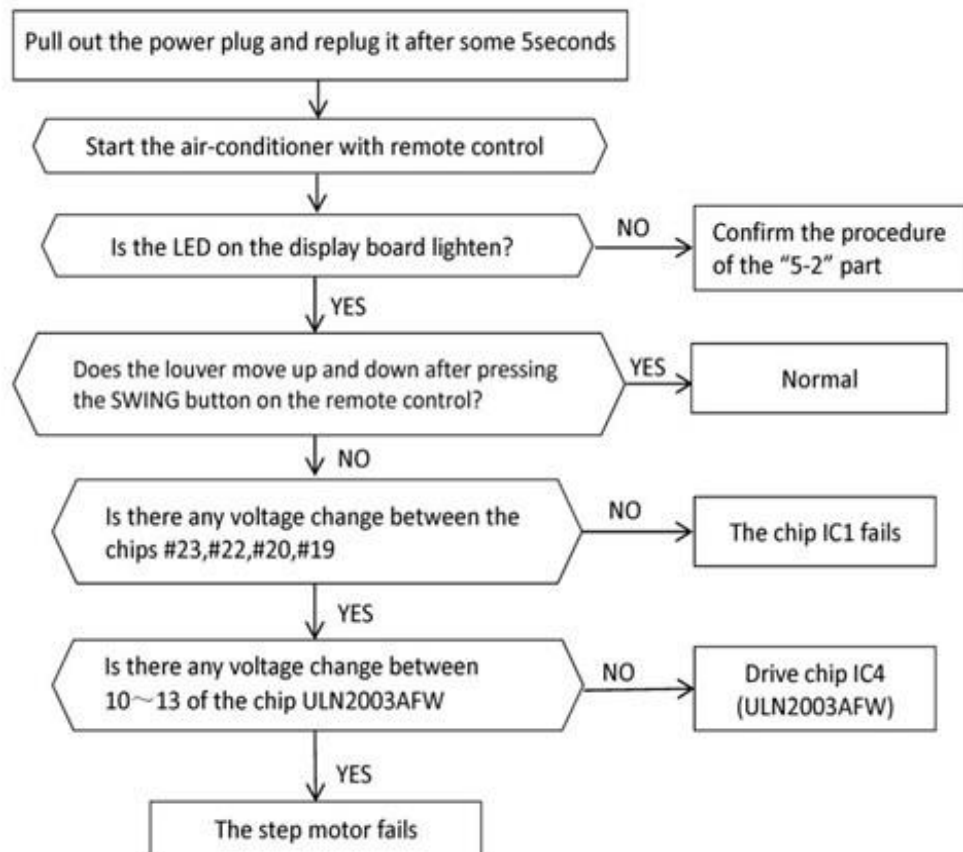 Pull out the power plug and replug it after some 5seconds
Start the air-conditioner with remote control
Is the LED on the display board lighten?
NO
Confirm the procedure
of the “5-2” part
YES
Does the louver move up and down after pressing
the SWING button on the remote control?
YES
Normal
NO
Is there any voltage change between the
chips #23,#22,#20,#19
NO
The chip IC1 fails
YES
Is there any voltage change between
10～13 of the chip ULN2003AFW
NO
Drive chip IC4
(ULN2003AFW)
YES
The step motor fails